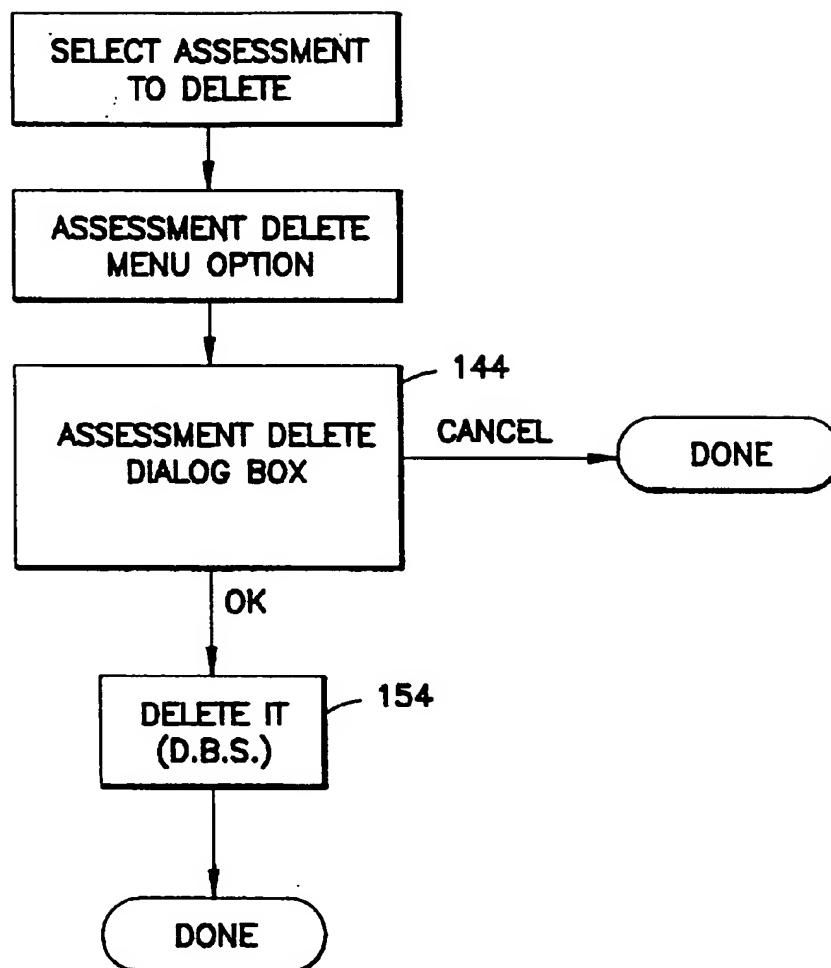 SELECT ASSESSMENT
TO DELETE
ASSESSMENT DELETE
MENU OPTION
144
ASSESSMENT DELETE
DIALOG BOX
CANCEL
DONE
OK
154
DELETE IT
(D.B.S.)
DONE